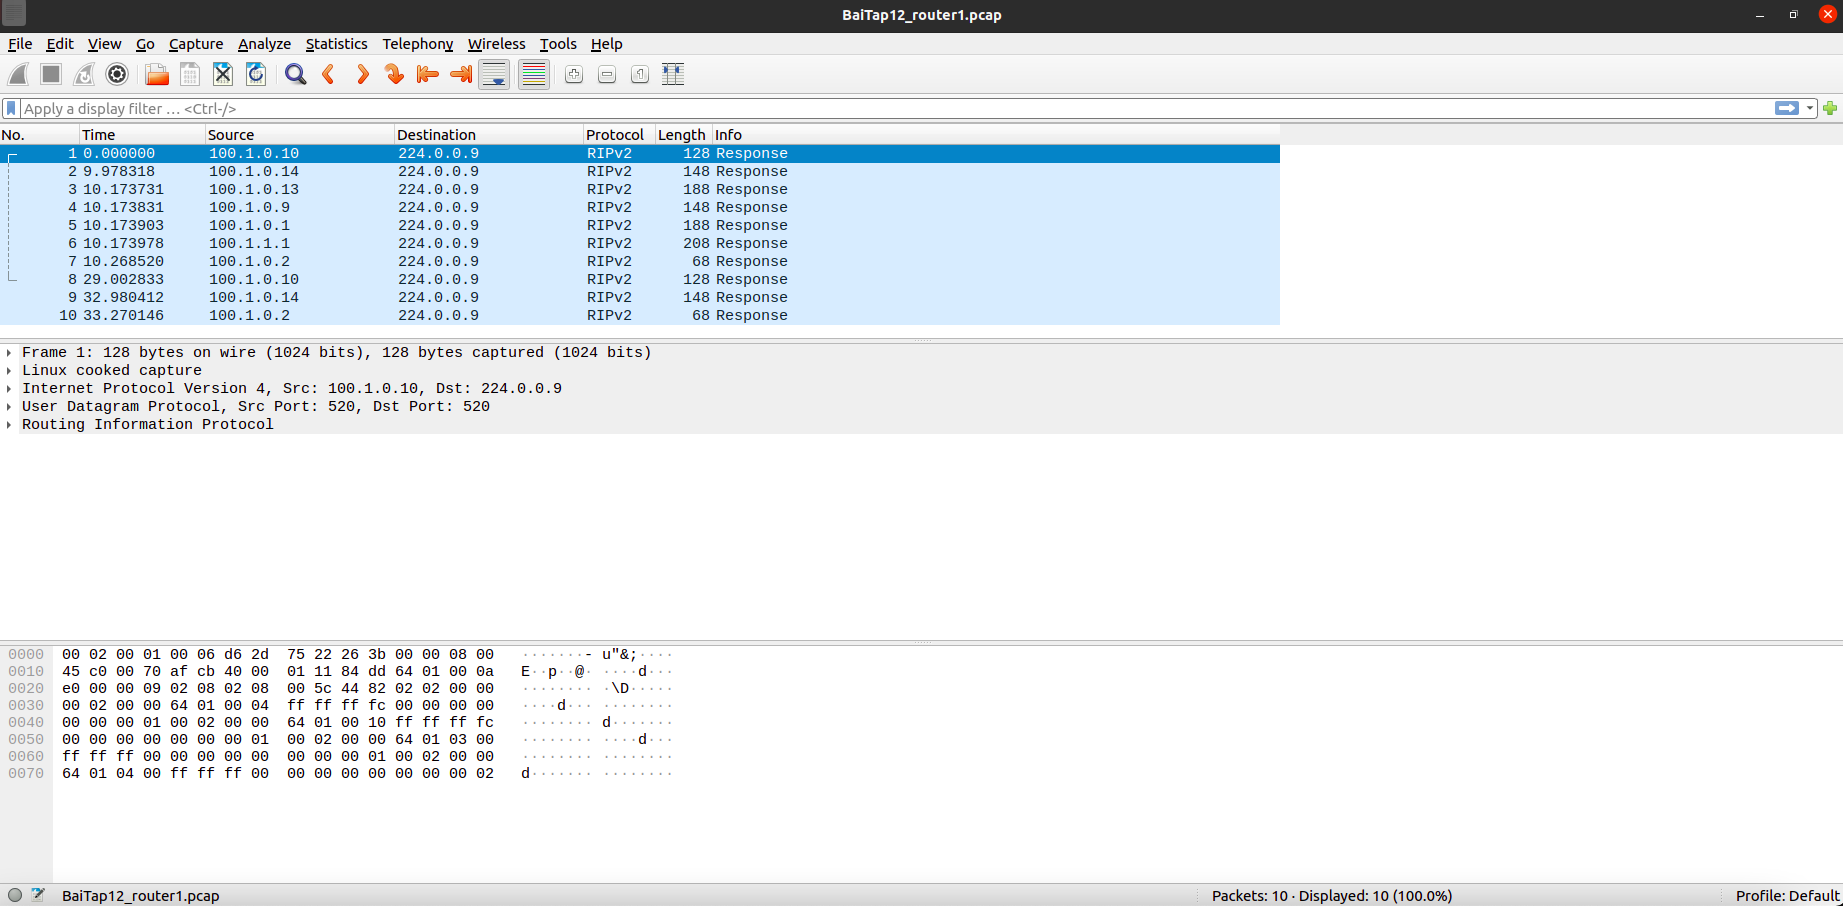 BaiTap12_router1.pcap
File Edit View Go Capture Analyze Statistics Telephony Wireless Tools Help
Apply a display filter … <Ctrl-/>
No. Time Source Destination Protocol Length Info
1 0.000000 100.1.0.10 224.0.0.9 RIPv2 128 Response
2 9.978318 100.1.0.14 224.0.0.9 RIPv2 148 Response
3 10.173731 100.1.0.13 224.0.0.9 RIPv2 188 Response
4 10.173831 100.1.0.9 224.0.0.9 RIPv2 148 Response
5 10.173903 100.1.0.1 224.0.0.9 RIPv2 188 Response
6 10.173978 100.1.1.1 224.0.0.9 RIPv2 208 Response
7 10.268520 100.1.0.2 224.0.0.9 RIPv2 68 Response
8 29.002833 100.1.0.10 224.0.0.9 RIPv2 128 Response
9 32.980412 100.1.0.14 224.0.0.9 RIPv2 148 Response
10 33.270146 100.1.0.2 224.0.0.9 RIPv2 68 Response
Frame 1: 128 bytes on wire (1024 bits), 128 bytes captured (1024 bits)
Linux cooked capture
Internet Protocol Version 4, Src: 100.1.0.10, Dst: 224.0.0.9
User Datagram Protocol, Src Port: 520, Dst Port: 520
Routing Information Protocol
0000 00 02 00 01 00 06 d6 2d 75 22 26 3b 00 00 08 00 ·······- u"&;····
0010 45 c0 00 70 af cb 40 00 01 11 84 dd 64 01 00 0a E··p··@· ····d···
0020 e0 00 00 09 02 08 02 08 00 5c 44 82 02 02 00 00 ········ ·\D·····
0030 00 02 00 00 64 01 00 04 ff ff ff fc 00 00 00 00 ····d··· ········
0040 00 00 00 01 00 02 00 00 64 01 00 10 ff ff ff fc ········ d·······
0050 00 00 00 00 00 00 00 01 00 02 00 00 64 01 03 00 ········ ····d···
0060 ff ff ff 00 00 00 00 00 00 00 00 01 00 02 00 00 ········ ········
0070 64 01 04 00 ff ff ff 00 00 00 00 00 00 00 00 02 d······· ········
BaiTap12_router1.pcap Packets: 10 · Displayed: 10 (100.0%) Profile: Default